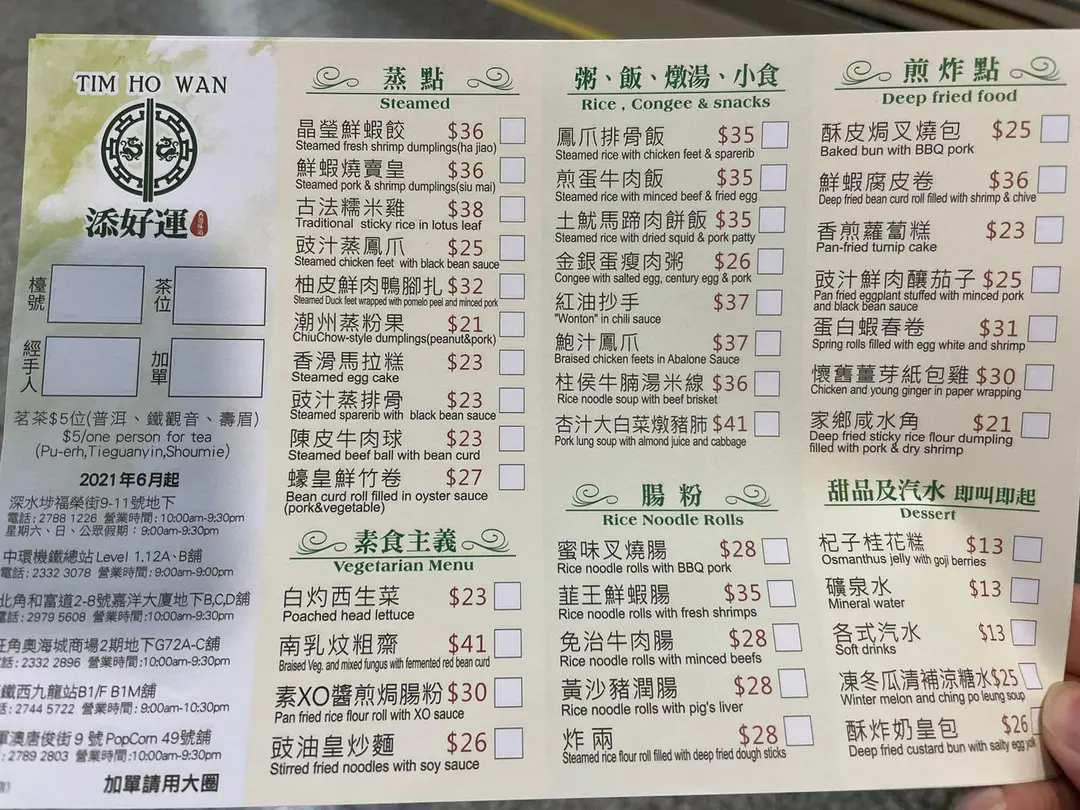 TIM HO WAN
添好運
檯號
茶位
經手人
加單
茗茶$5位(普洱、鐵觀音、壽眉)
$5/one person for tea
(Pu-erh,Tieguanyin,Shoumie)
2021年6月起
深水埗福榮街9-11號地下
電話:2788 1226 營業時間:10:00am-9:30pm
星期六、日、公眾假期:9:00am-9:30pm
中環機鐵總站 Level 1,12A、B舖
電話:2332 3078 營業時間:9:00am-9:00pm
北角和富道2-8號嘉洋大廈地下B,C,D舖
話:2979 5608 營業時間:10:00am-9:30pm
旺角奧海城商場2期地下G72A-C舖
話:2332 2896 營業時間:10:00am-9:30pm
鐵西九龍站B1/F B1M舖
話:2744 5722 營業時間:9:00am-10:30pm
軍澳唐俊街9號 PopCorn 49號舖
:2789 2803 營業時間:10:00am-9:30pm
加單請用大圈
蒸點
Steamed
晶瑩鮮蝦餃 $36
Steamed fresh shrimp dumplings(ha jiao)
鮮蝦燒賣皇 $36
Steamed pork & shrimp dumplings(siu mai)
古法糯米雞 $38
Traditional sticky rice in lotus leaf
豉汁蒸鳳爪 $25
Steamed chicken feet with black bean sauce
柚皮鮮肉鴨腳扎 $32
Steamed Duck feet wrapped with pomelo peel and minced pork
潮州蒸粉果 $21
ChiuChow-style dumplings(peanut&pork)
香滑馬拉糕 $23
Steamed egg cake
豉汁蒸排骨 $23
Steamed sparerib with black bean sauce
陳皮牛肉球 $23
Steamed beef ball with bean curd
蠔皇鮮竹卷 $27
Bean curd roll filled in oyster sauce
(pork&vegetable)
素食主義
Vegetarian Menu
白灼西生菜 $23
Poached head lettuce
南乳炆粗齋 $41
Braised Veg. and mixed fungus with fermented red bean curd
素XO醬煎焗腸粉 $30
Pan fried rice flour roll with XO sauce
豉油皇炒麵 $26
Stirred fried noodles with soy sauce
粥、飯、燉湯、小食
Rice , Congee & snacks
鳳爪排骨飯 $35
Steamed rice with chicken feet & sparerib
煎蛋牛肉飯 $35
Steamed rice with minced beef & fried egg
土魷馬蹄肉餅飯 $35
Steamed rice with dried squid & pork patty
金銀蛋瘦肉粥 $26
Congee with salted egg, century egg & pork
紅油抄手 $37
"Wonton" in chili sauce
鮑汁鳳爪 $37
Braised chicken feets in Abalone Sauce
柱侯牛腩湯米線 $36
Rice noodle soup with beef brisket
杏汁大白菜燉豬肺 $41
Pork lung soup with almond juice and cabbage
腸粉
Rice Noodle Rolls
蜜味叉燒腸 $28
Rice noodle rolls with BBQ pork
韮王鮮蝦腸 $35
Rice noodle rolls with fresh shrimps
免治牛肉腸 $28
Rice noodle rolls with minced beefs
黃沙豬潤腸 $28
Rice noodle rolls with pig's liver
炸兩 $28
Steamed rice flour roll filled with deep fried dough sticks
煎炸點
Deep fried food
酥皮焗叉燒包 $25
Baked bun with BBQ pork
鮮蝦腐皮卷 $36
Deep fried bean curd roll filled with shrimp & chive
香煎蘿蔔糕 $23
Pan-fried turnip cake
豉汁鮮肉釀茄子 $25
Pan fried eggplant stuffed with minced pork
and black bean sauce
蛋白蝦春卷 $31
Spring rolls filled with egg white and shrimp
懷舊薑芽紙包雞 $30
Chicken and young ginger in paper wrapping
家鄉咸水角 $21
Deep fried sticky rice flour dumpling
filled with pork & dry shrimp
甜品及汽水 即叫即起
Dessert
杞子桂花糕 $13
Osmanthus jelly with goji berries
礦泉水 $13
Mineral water
各式汽水 $13
Soft drinks
凍冬瓜清補涼糖水 $25
Winter melon and ching po leung soup
酥炸奶皇包 $26
Deep fried custard bun with salty egg yolk